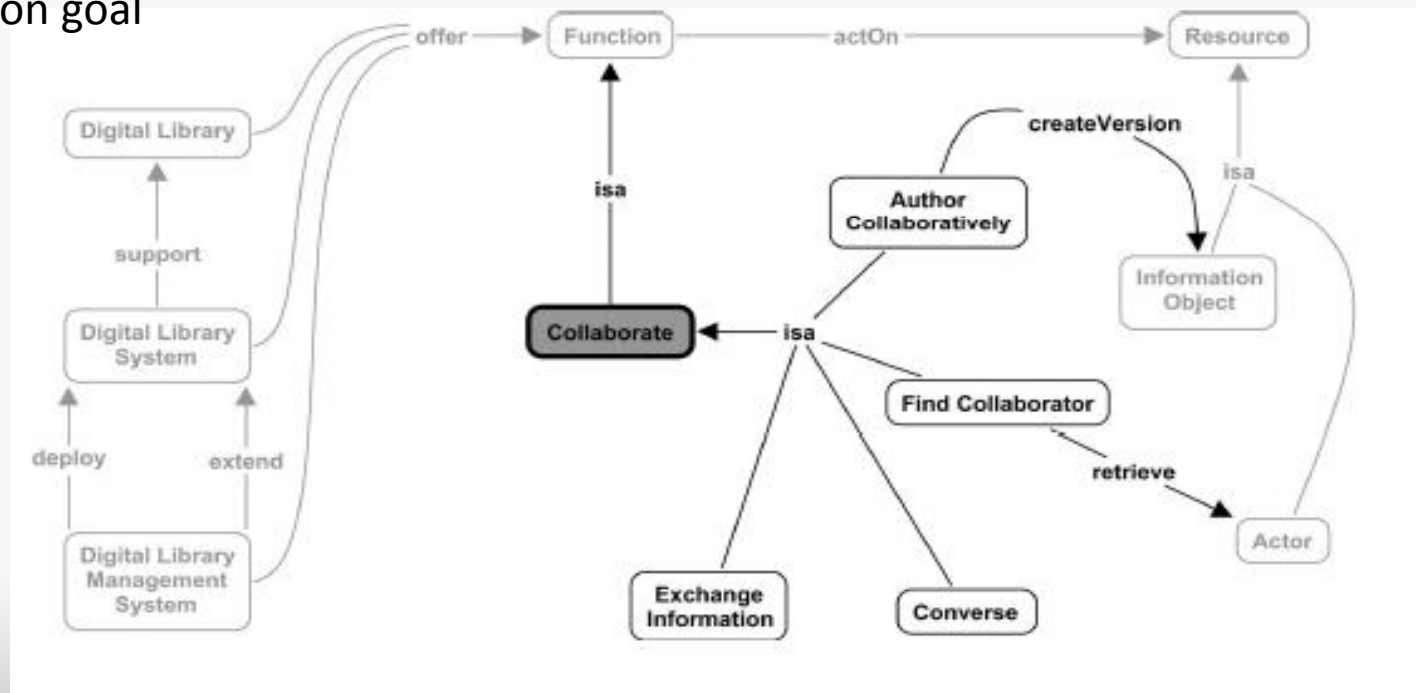 on goal
offer
Function
actOn
Resource
Digital Library
createVersion
isa
isa
Author
Collaboratively
support
Information
Object
Digital Library
System
Collaborate
isa
Find Collaborator
deploy
extend
retrieve
Actor
Digital Library
Management
System
Exchange
Information
Converse